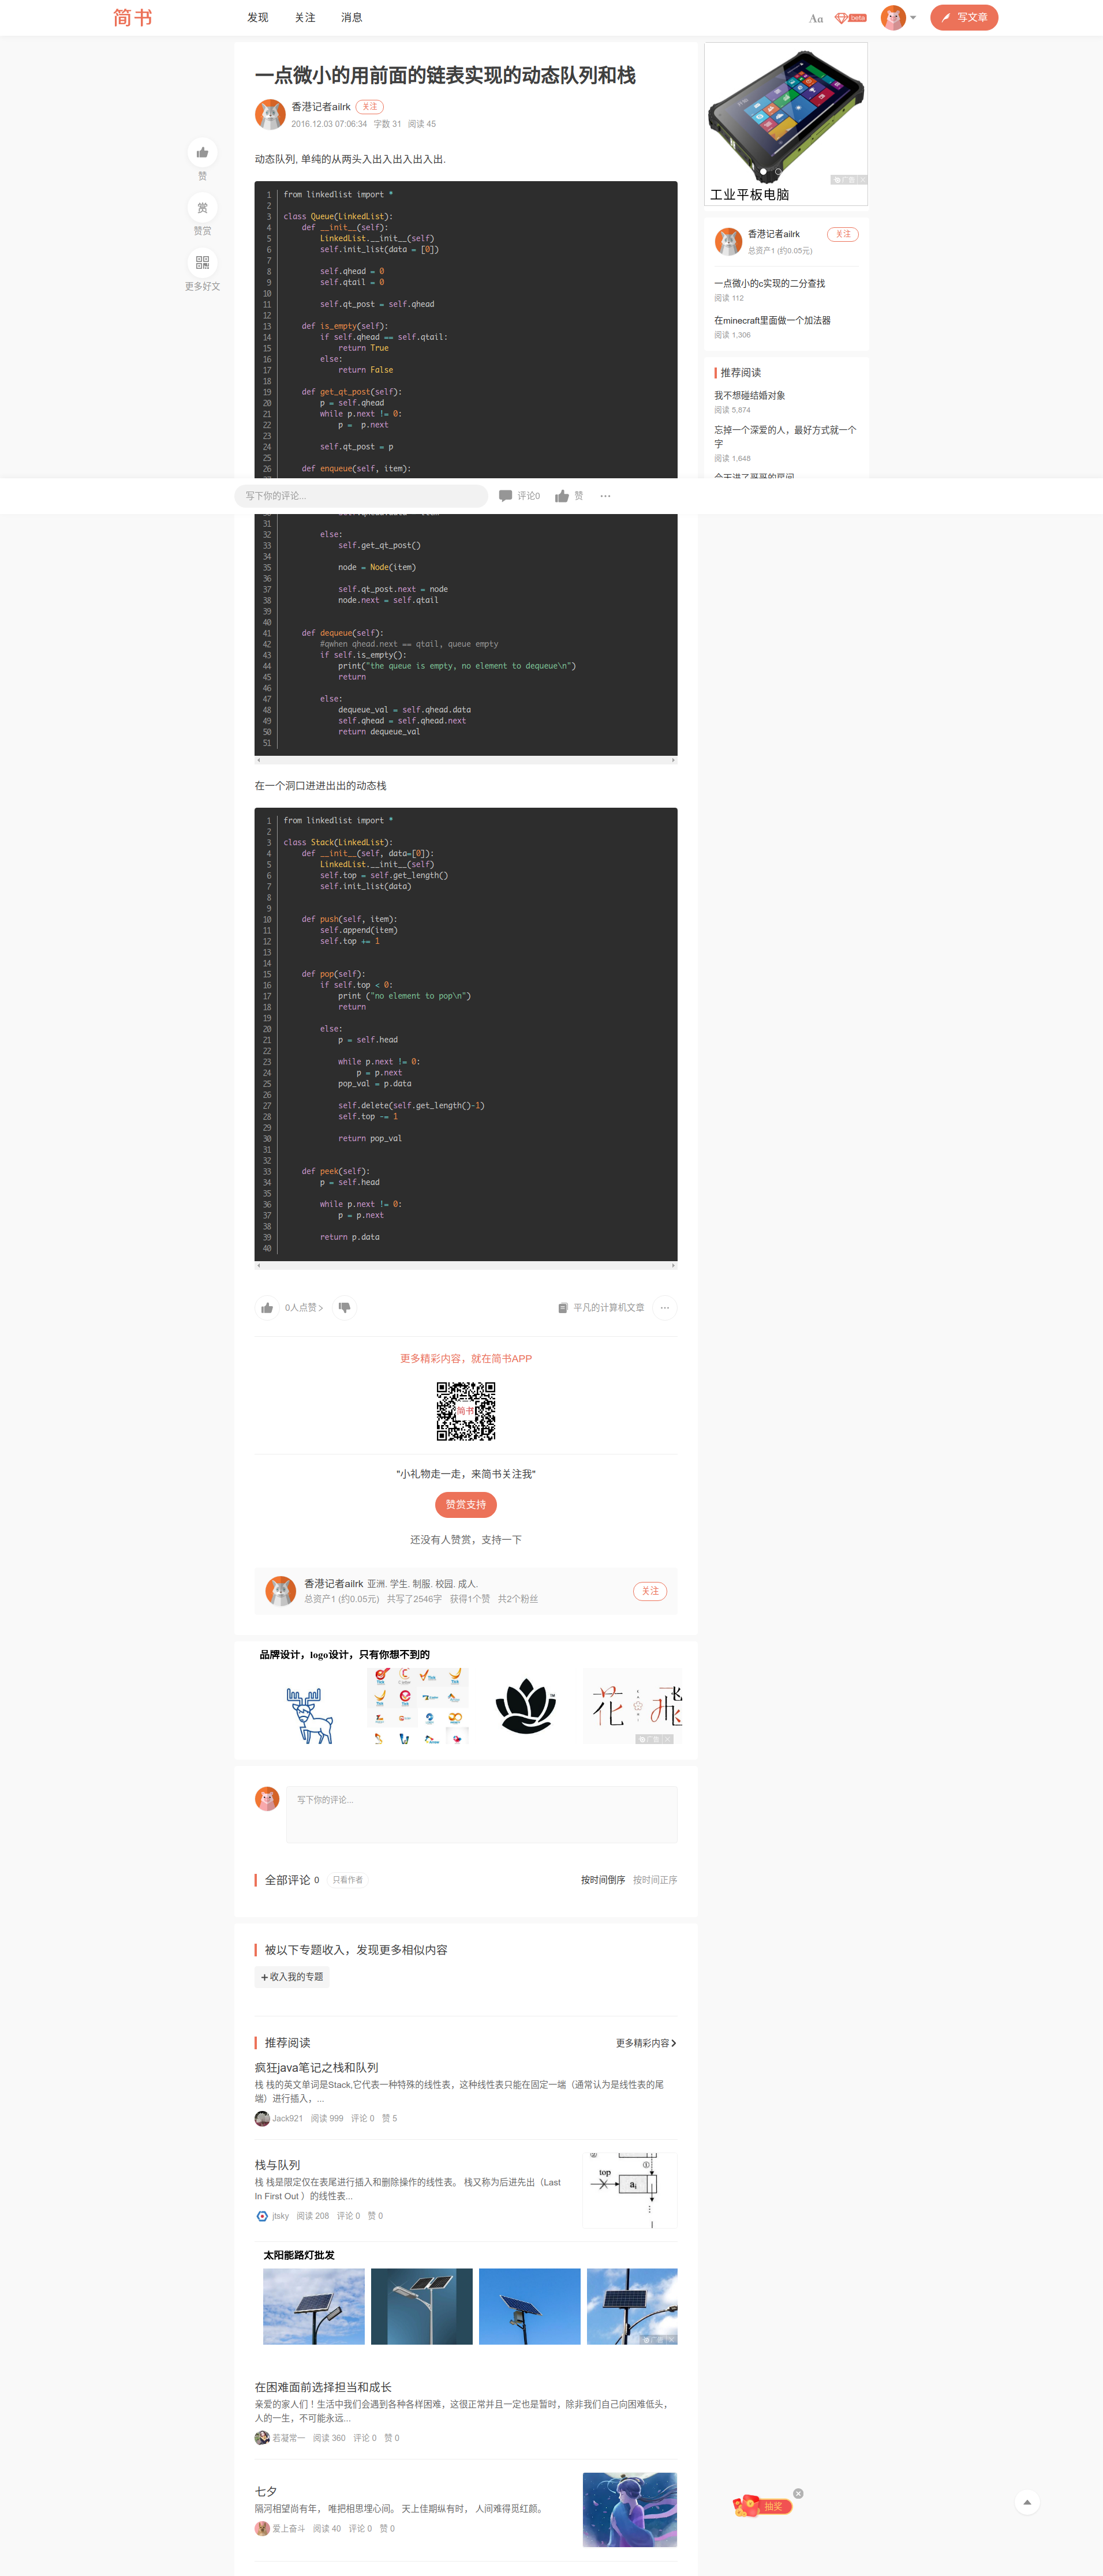 简书
发现 关注 消息
Aa beta 写文章
一点微小的用前面的链表实现的动态队列和栈
香港记者ailrk 关注
2016.12.03 07:06:34 字数 31 阅读 45
赞
赏
赞赏
更多好文
动态队列, 单纯的从两头入出入出入出入出.
1 from linkedlist import *
2
3 class Queue(LinkedList):
4 def __init__(self):
5 LinkedList.__init__(self)
6 self.init_list(data = [0])
7
8 self.qhead = 0
9 self.qtail = 0
10
11 self.qt_post = self.qhead
12
13 def is_empty(self):
14 if self.qhead == self.qtail:
15 return True
16 else:
17 return False
18
19 def get_qt_post(self):
20 p = self.qhead
21 while p.next != 0:
22 p =  p.next
23
24 self.qt_post = p
25
26 def enqueue(self, item):
写下你的评论... 评论0 赞 ...
31
32 else:
33 self.get_qt_post()
34
35 node = Node(item)
36
37 self.qt_post.next = node
38 node.next = self.qtail
39
40
41 def dequeue(self):
42 #qwhen qhead.next == qtail, queue empty
43 if self.is_empty():
44 print("the queue is empty, no element to dequeue\n")
45 return
46
47 else:
48 dequeue_val = self.qhead.data
49 self.qhead = self.qhead.next
50 return dequeue_val
51
在一个洞口进进出出的动态栈
1 from linkedlist import *
2
3 class Stack(LinkedList):
4 def __init__(self, data=[0]):
5 LinkedList.__init__(self)
6 self.top = self.get_length()
7 self.init_list(data)
8
9
10 def push(self, item):
11 self.append(item)
12 self.top += 1
13
14
15 def pop(self):
16 if self.top < 0:
17 print ("no element to pop\n")
18 return
19
20 else:
21 p = self.head
22
23 while p.next != 0:
24 p = p.next
25 pop_val = p.data
26
27 self.delete(self.get_length()-1)
28 self.top -= 1
29
30 return pop_val
31
32
33 def peek(self):
34 p = self.head
35
36 while p.next != 0:
37 p = p.next
38
39 return p.data
40
0人点赞 > 平凡的计算机文章 ...
更多精彩内容，就在简书APP
简书
"小礼物走一走，来简书关注我"
赞赏支持
还没有人赞赏，支持一下
香港记者ailrk 亚洲. 学生. 制服. 校园. 成人.
总资产1 (约0.05元) 共写了2546字 获得1个赞 共2个粉丝
关注
品牌设计，logo设计，只有你想不到的
花 飛
广告
写下你的评论...
全部评论 0 只看作者 按时间倒序 按时间正序
被以下专题收入，发现更多相似内容
+收入我的专题
推荐阅读 更多精彩内容>
疯狂java笔记之栈和队列
栈 栈的英文单词是Stack,它代表一种特殊的线性表，这种线性表只能在固定一端（通常认为是线性表的尾
端）进行插入，...
Jack921 阅读 999 评论 0 赞 5
栈与队列
栈 栈是限定仅在表尾进行插入和删除操作的线性表。 栈又称为后进先出（Last
In First Out ）的线性表...
jtsky 阅读 208 评论 0 赞 0
top ① ai
太阳能路灯批发
广告
在困难面前选择担当和成长
亲爱的家人们！生活中我们会遇到各种各样困难，这很正常并且一定也是暂时，除非我们自己向困难低头，
人的一生，不可能永远...
若凝常一 阅读 360 评论 0 赞 0
七夕
隔河相望尚有年， 唯把相思埋心间。 天上佳期纵有时， 人间难得觅红颜。
爱上奋斗 阅读 40 评论 0 赞 0
工业平板电脑
广告
香港记者ailrk 关注
总资产1 (约0.05元)
一点微小的c实现的二分查找
阅读 112
在minecraft里面做一个加法器
阅读 1,306
推荐阅读
我不想碰结婚对象
阅读 5,874
忘掉一个深爱的人，最好方式就一个
字
阅读 1,648
抽奖